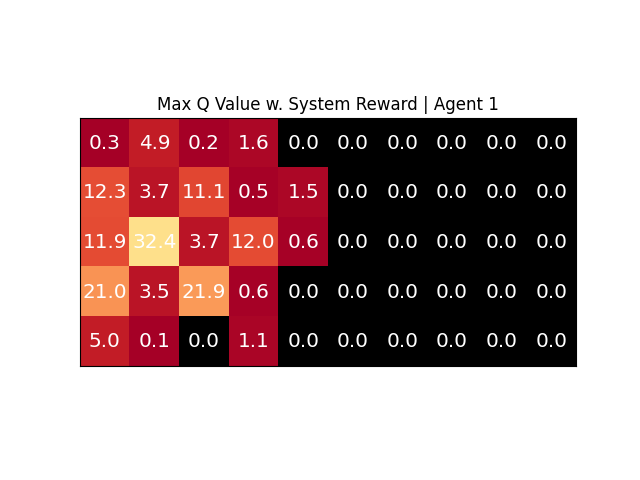 Max Q Value w. System Reward | Agent 1
0.3 4.9 0.2 1.6 0.0 0.0 0.0 0.0 0.0 0.0
12.3 3.7 11.1 0.5 1.5 0.0 0.0 0.0 0.0 0.0
11.9 32.4 3.7 12.0 0.6 0.0 0.0 0.0 0.0 0.0
21.0 3.5 21.9 0.6 0.0 0.0 0.0 0.0 0.0 0.0
5.0 0.1 0.0 1.1 0.0 0.0 0.0 0.0 0.0 0.0